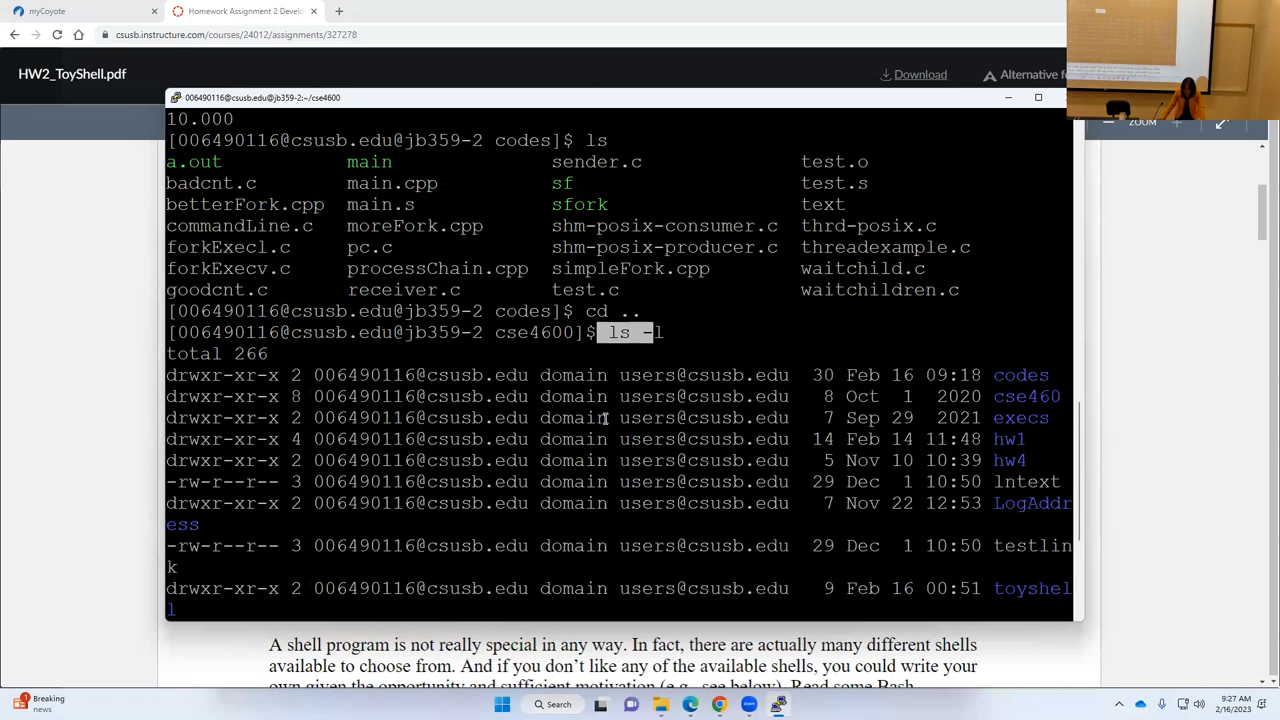 myCoyote
Homework Assignment 2 Develo
csusb.instructure.com/courses/24012/assignments/327278
HW2_ToyShell.pdf
Download
Alternative fo
ZOOM
006490116@csusb.edu@jb359-2:~/cse4600
10.000
[006490116@csusb.edu@jb359-2 codes]$ ls
a.out main sender.c test.o
badcnt.c main.cpp sf test.s
betterFork.cpp main.s sfork text
commandLine.c moreFork.cpp shm-posix-consumer.c thrd-posix.c
forkExecl.c pc.c shm-posix-producer.c threadexample.c
forkExecv.c processChain.cpp simpleFork.cpp waitchild.c
goodcnt.c receiver.c test.c waitchildren.c
[006490116@csusb.edu@jb359-2 codes]$ cd ..
[006490116@csusb.edu@jb359-2 cse4600]$ ls -l
total 266
drwxr-xr-x 2 006490116@csusb.edu domain users@csusb.edu 30 Feb 16 09:18 codes
drwxr-xr-x 8 006490116@csusb.edu domain users@csusb.edu 8 Oct 1 2020 cse460
drwxr-xr-x 2 006490116@csusb.edu domain users@csusb.edu 7 Sep 29 2021 execs
drwxr-xr-x 4 006490116@csusb.edu domain users@csusb.edu 14 Feb 14 11:48 hw1
drwxr-xr-x 2 006490116@csusb.edu domain users@csusb.edu 5 Nov 10 10:39 hw4
-rw-r--r-- 3 006490116@csusb.edu domain users@csusb.edu 29 Dec 1 10:50 lntext
drwxr-xr-x 2 006490116@csusb.edu domain users@csusb.edu 7 Nov 22 12:53 LogAddr
ess
-rw-r--r-- 3 006490116@csusb.edu domain users@csusb.edu 29 Dec 1 10:50 testlin
k
drwxr-xr-x 2 006490116@csusb.edu domain users@csusb.edu 9 Feb 16 00:51 toyshel
l
A shell program is not really special in any way. In fact, there are actually many different shells
available to choose from. And if you don't like any of the available shells, you could write your
own given the opportunity and sufficient motivation (e.g., see below). Read some Bash
Breaking
news
Search
9:27 AM
2/16/2023